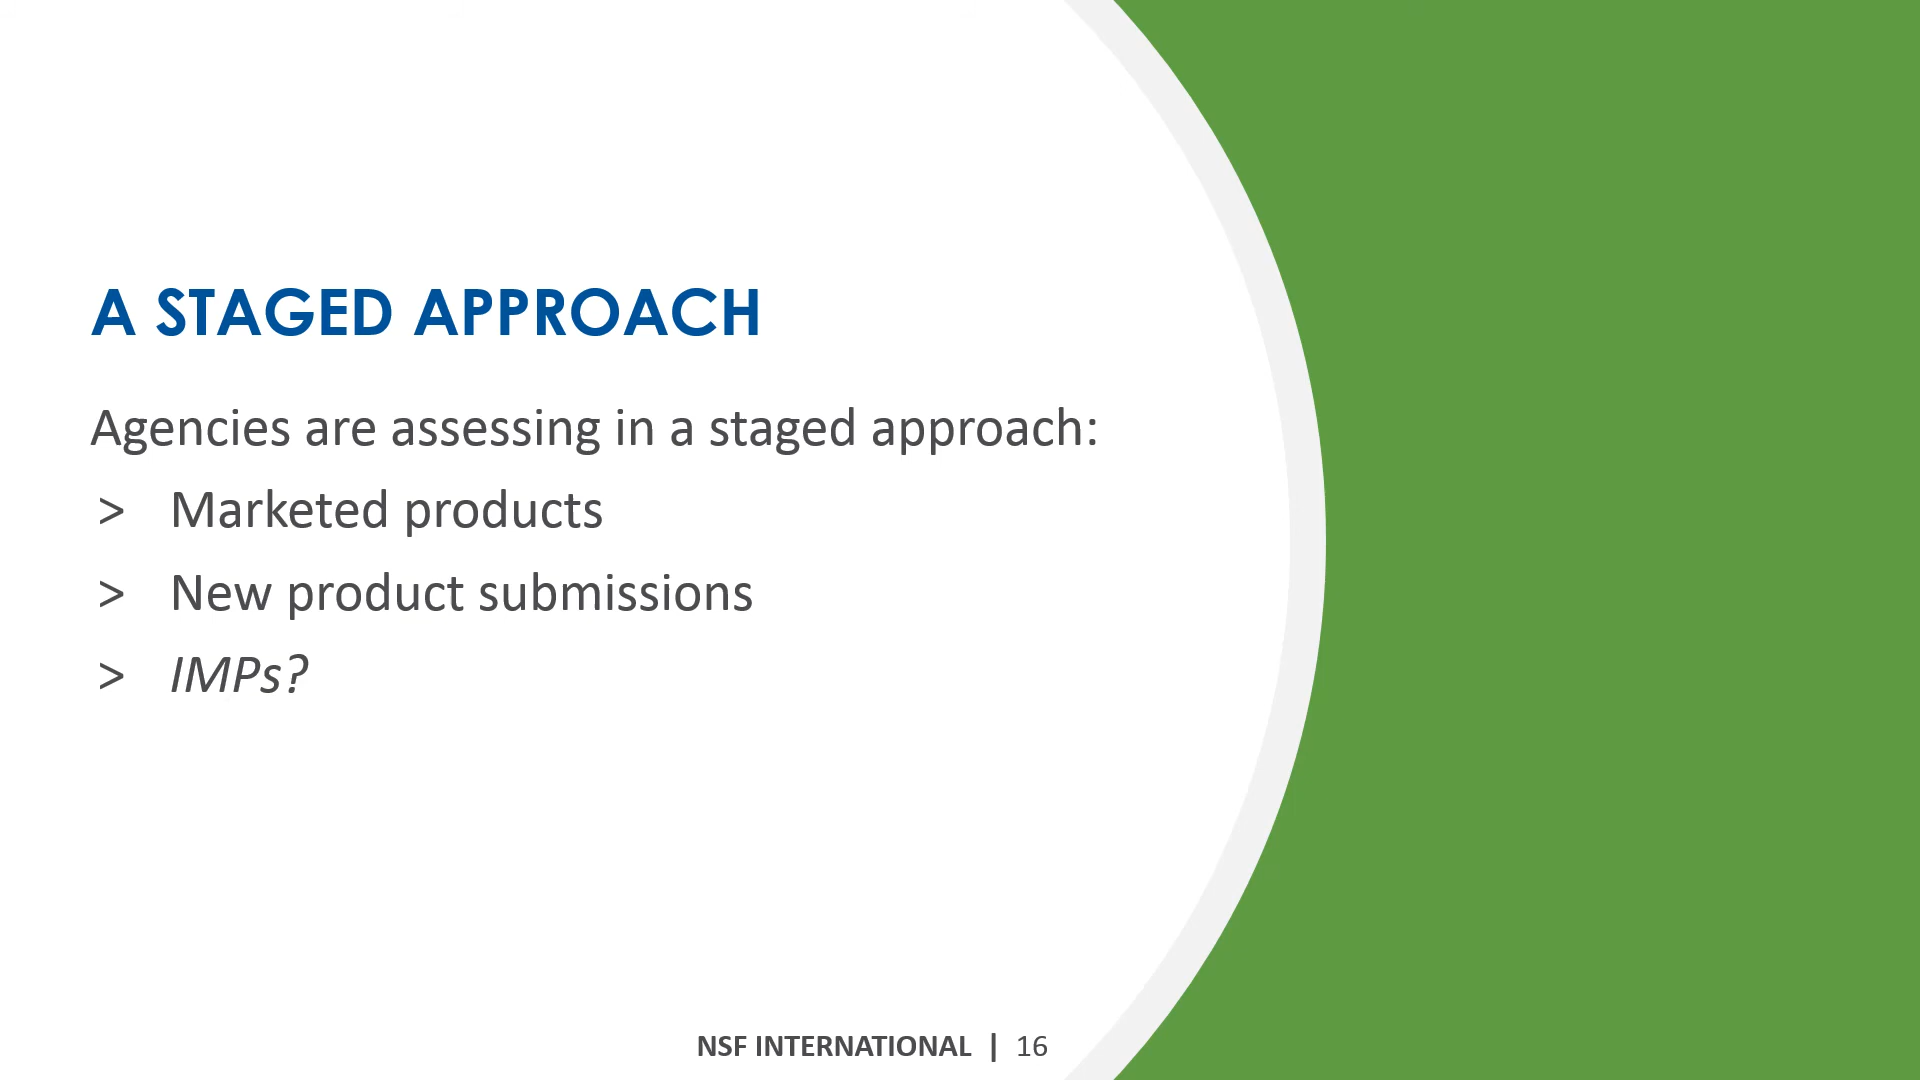 A STAGED APPROACH
Agencies are assessing in a staged approach:
> Marketed products
> New product submissions
> IMPs?
NSF INTERNATIONAL | 16